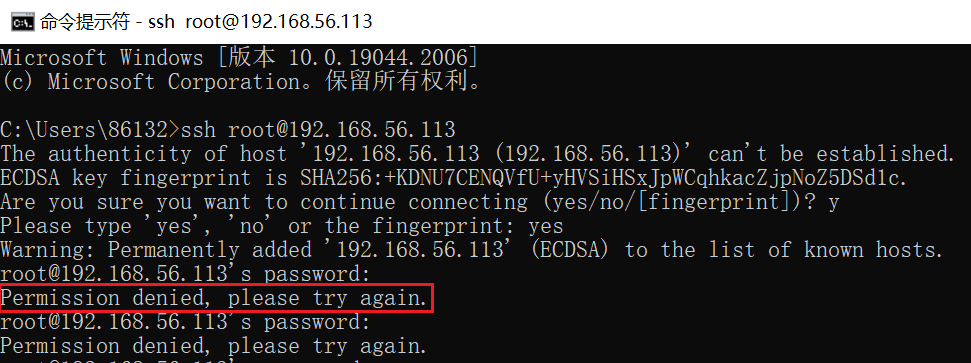 命令提示符 - ssh root@192.168.56.113
Microsoft Windows [版本 10.0.19044.2006]
(c) Microsoft Corporation。保留所有权利。
C:\Users\86132>ssh root@192.168.56.113
The authenticity of host '192.168.56.113 (192.168.56.113)' can't be established.
ECDSA key fingerprint is SHA256:+KDNU7CENQVfU+yHVSiHSxJpWCqhkacZjpNoZ5DSd1c.
Are you sure you want to continue connecting (yes/no/[fingerprint])? y
Please type 'yes', 'no' or the fingerprint: yes
Warning: Permanently added '192.168.56.113' (ECDSA) to the list of known hosts.
root@192.168.56.113's password:
Permission denied, please try again.
root@192.168.56.113's password:
Permission denied, please try again.